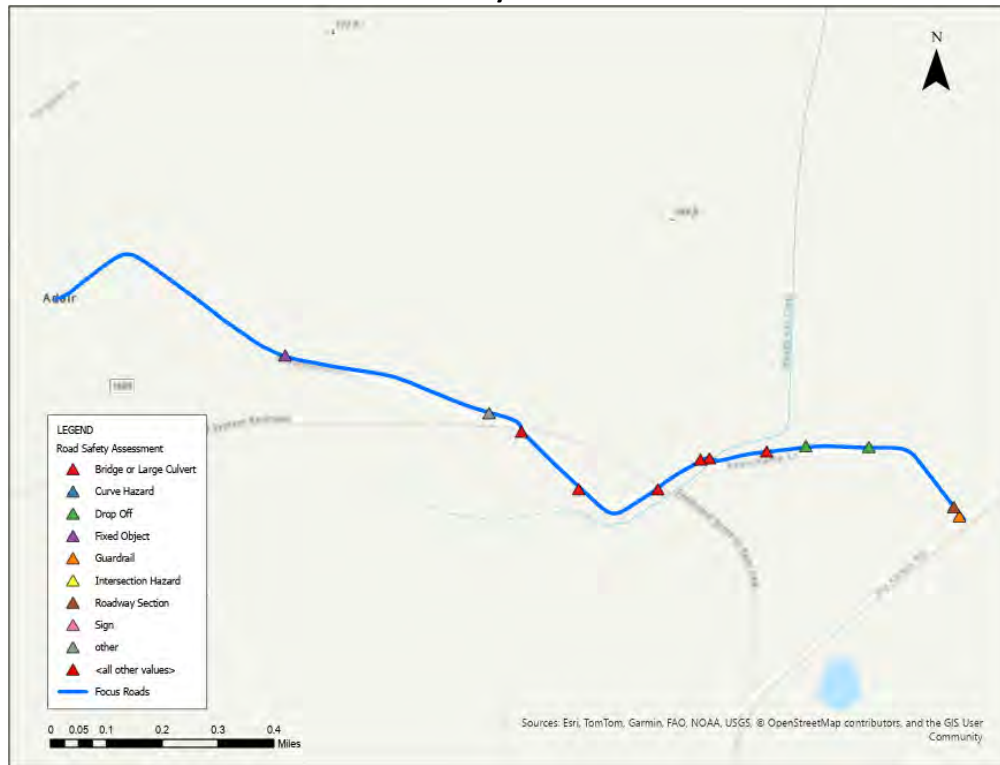 N
Adair
LEGEND
Road Safety Assessment
Bridge or Large Culvert
Curve Hazard
Drop Off
Fixed Object
Guardrail
Intersection Hazard
Roadway Section
Sign
other
<all other values>
Focus Roads
0 0.05 0.1 0.2 0.3 0.4
Miles
Sources: Esri, TomTom, Garmin, FAO, NOAA, USGS, © OpenStreetMap contributors, and the GIS User
Community